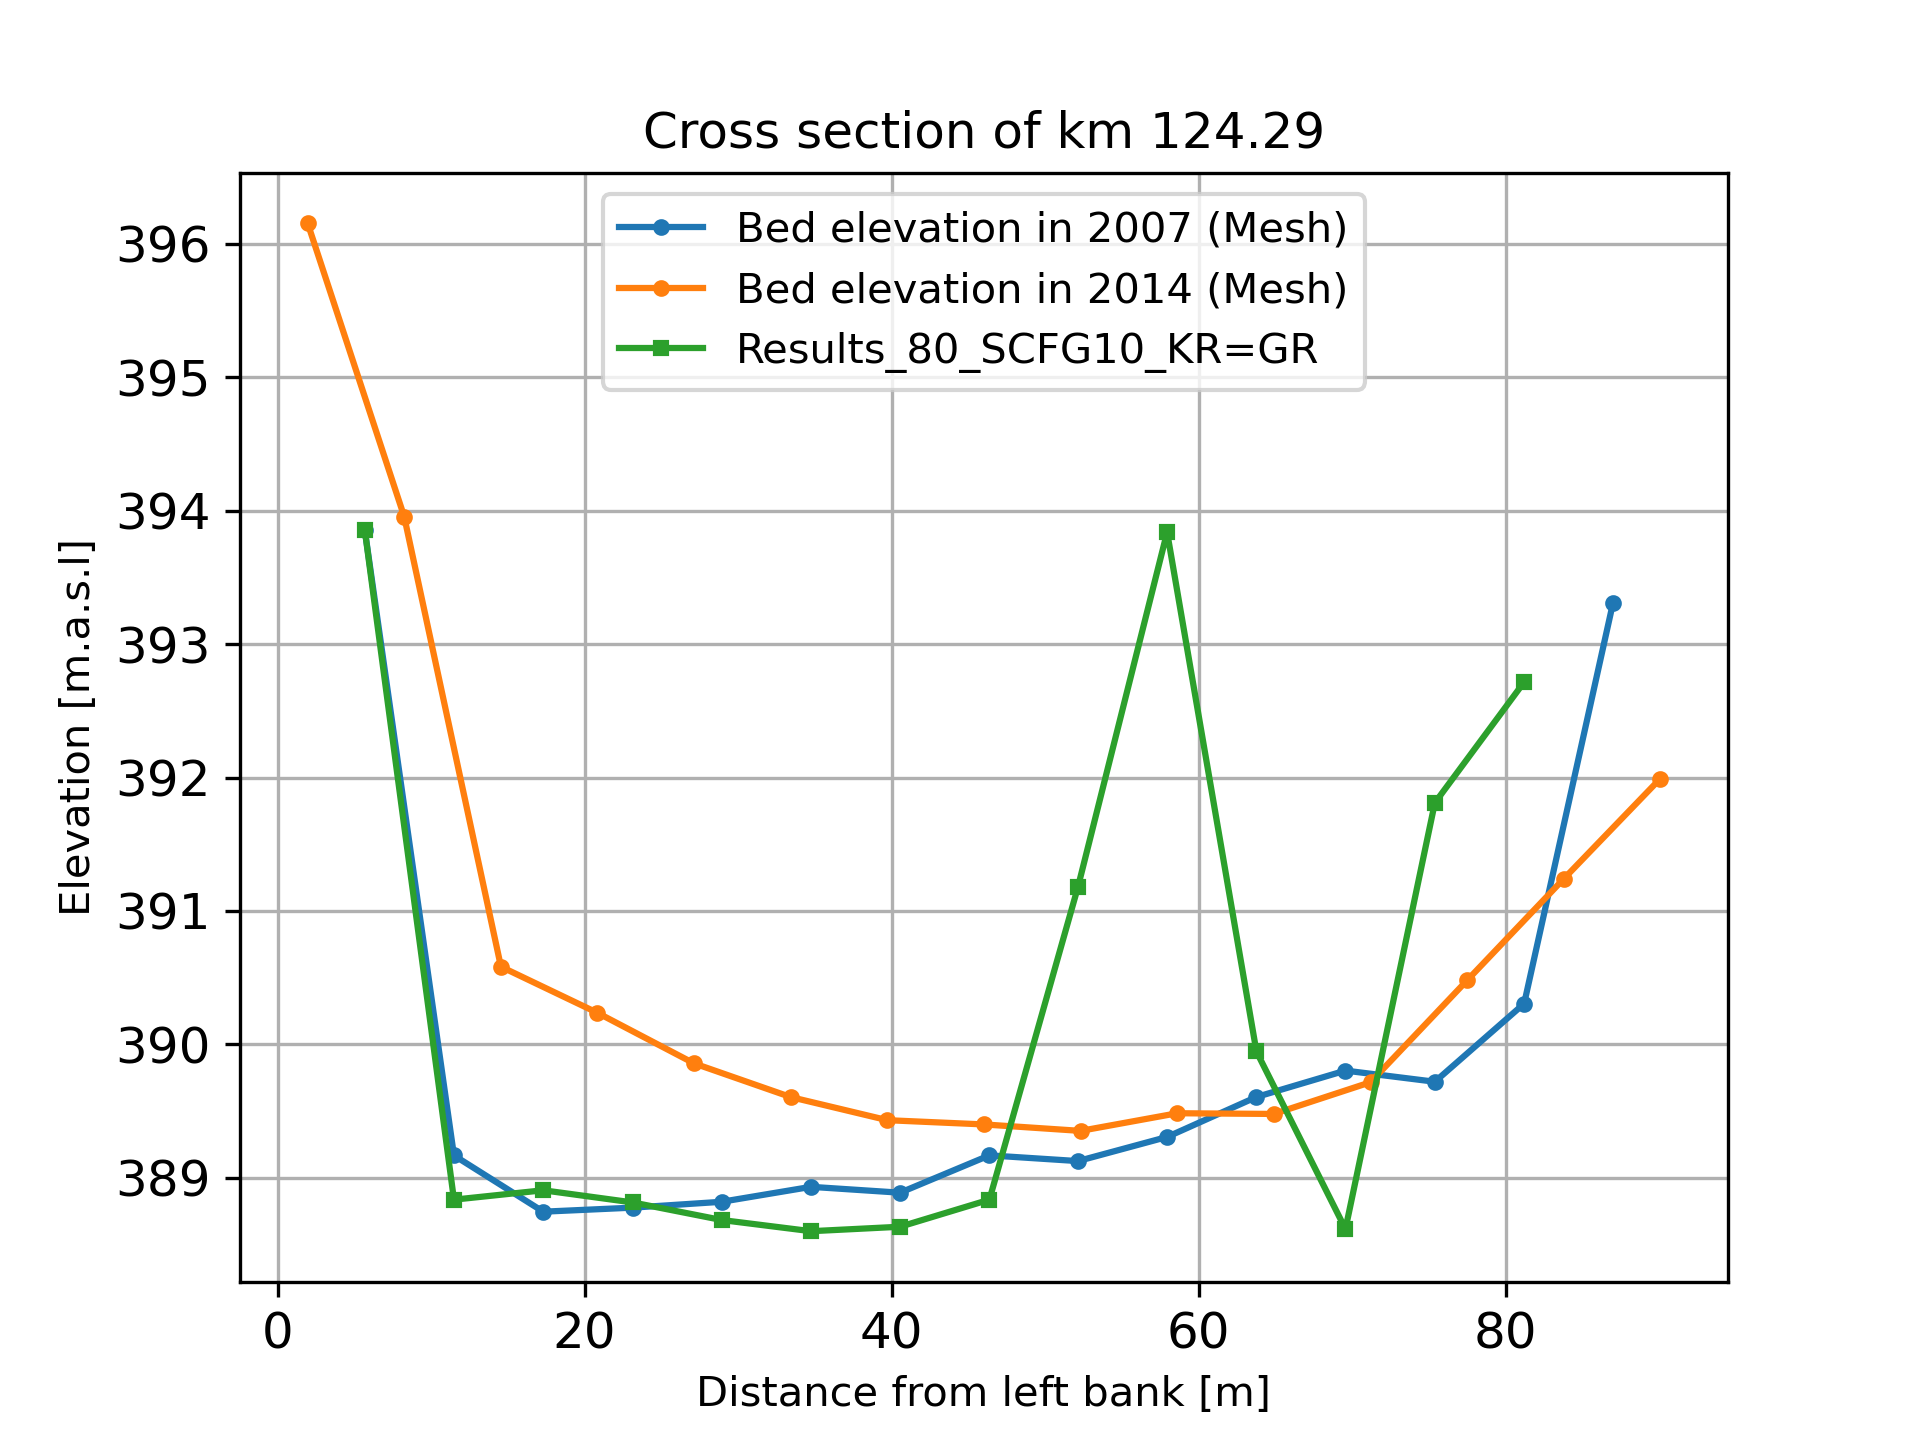 Cross section of km 124.29
Bed elevation in 2007 (Mesh)
Bed elevation in 2014 (Mesh)
Results_80_SCFG10_KR=GR
Elevation [m.a.s.l]
396
395
394
393
392
391
390
389
0 20 40 60 80
Distance from left bank [m]